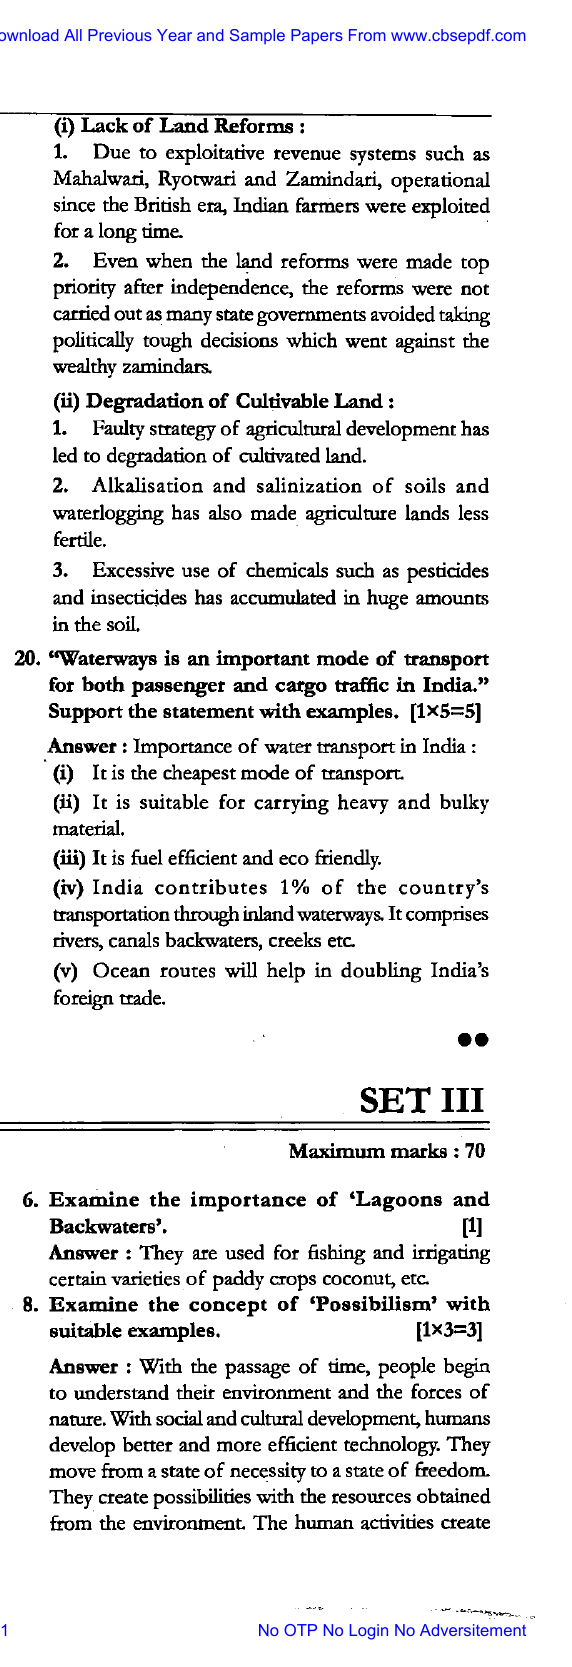 ownload All Previous Year and Sample Papers From www.cbsepdf.com
(i) Lack of Land Reforms :
1. Due to exploitative revenue systems such as
Mahalwari, Ryotwari and Zamindari, operational
since the British era, Indian farmers were exploited
for a long time.
2. Even when the land reforms were made top
priority after independence, the reforms were not
carried out as many state governments avoided taking
politically tough decisions which went against the
wealthy zamindars.
(ii) Degradation of Cultivable Land :
1. Faulty strategy of agricultural development has
led to degradation of cultivated land.
2. Alkalisation and salinization of soils and
waterlogging has also made agriculture lands less
fertile.
3. Excessive use of chemicals such as pesticides
and insecticides has accumulated in huge amounts
in the soil.
20. “Waterways is an important mode of transport
for both passenger and cargo traffic in India.”
Support the statement with examples. [1×5=5]
Answer : Importance of water transport in India :
(i) It is the cheapest mode of transport.
(ii) It is suitable for carrying heavy and bulky
material.
(iii) It is fuel efficient and eco friendly.
(iv) India contributes 1% of the country’s
transportation through inland waterways. It comprises
rivers, canals backwaters, creeks etc.
(v) Ocean routes will help in doubling India’s
foreign trade.
●●
SET III
Maximum marks : 70
6. Examine the importance of ‘Lagoons and
Backwaters’. [1]
Answer : They are used for fishing and irrigating
certain varieties of paddy crops coconut, etc.
8. Examine the concept of ‘Possibilism’ with
suitable examples. [1×3=3]
Answer : With the passage of time, people begin
to understand their environment and the forces of
nature. With social and cultural development, humans
develop better and more efficient technology. They
move from a state of necessity to a state of freedom.
They create possibilities with the resources obtained
from the environment. The human activities create
1 No OTP No Login No Adversitement